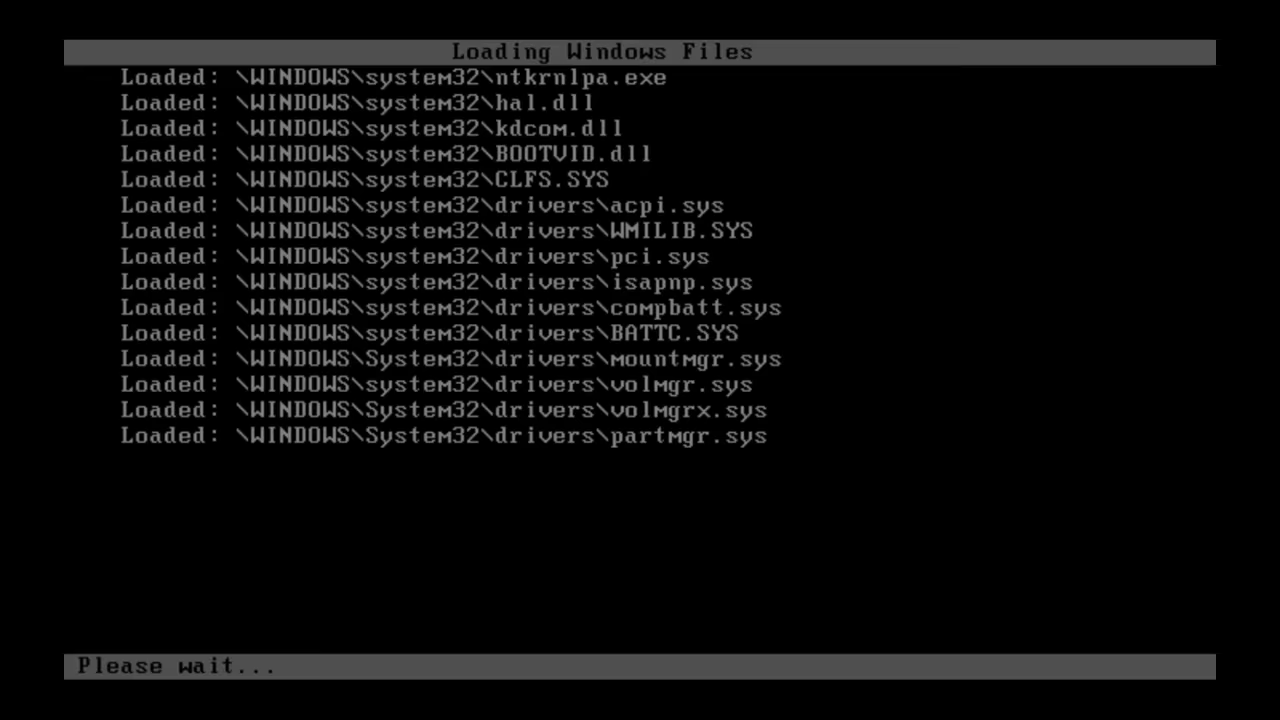 Loading Windows Files
Loaded: \WINDOWS\system32\ntkrnlpa.exe
Loaded: \WINDOWS\system32\hal.dll
Loaded: \WINDOWS\system32\kdcom.dll
Loaded: \WINDOWS\system32\BOOTVID.dll
Loaded: \WINDOWS\system32\CLFS.SYS
Loaded: \WINDOWS\system32\drivers\acpi.sys
Loaded: \WINDOWS\system32\drivers\WMILIB.SYS
Loaded: \WINDOWS\system32\drivers\pci.sys
Loaded: \WINDOWS\system32\drivers\isapnp.sys
Loaded: \WINDOWS\system32\drivers\compbatt.sys
Loaded: \WINDOWS\system32\drivers\BATTC.SYS
Loaded: \WINDOWS\System32\drivers\mountmgr.sys
Loaded: \WINDOWS\system32\drivers\volmgr.sys
Loaded: \WINDOWS\System32\drivers\volmgrx.sys
Loaded: \WINDOWS\System32\drivers\partmgr.sys
Please wait...